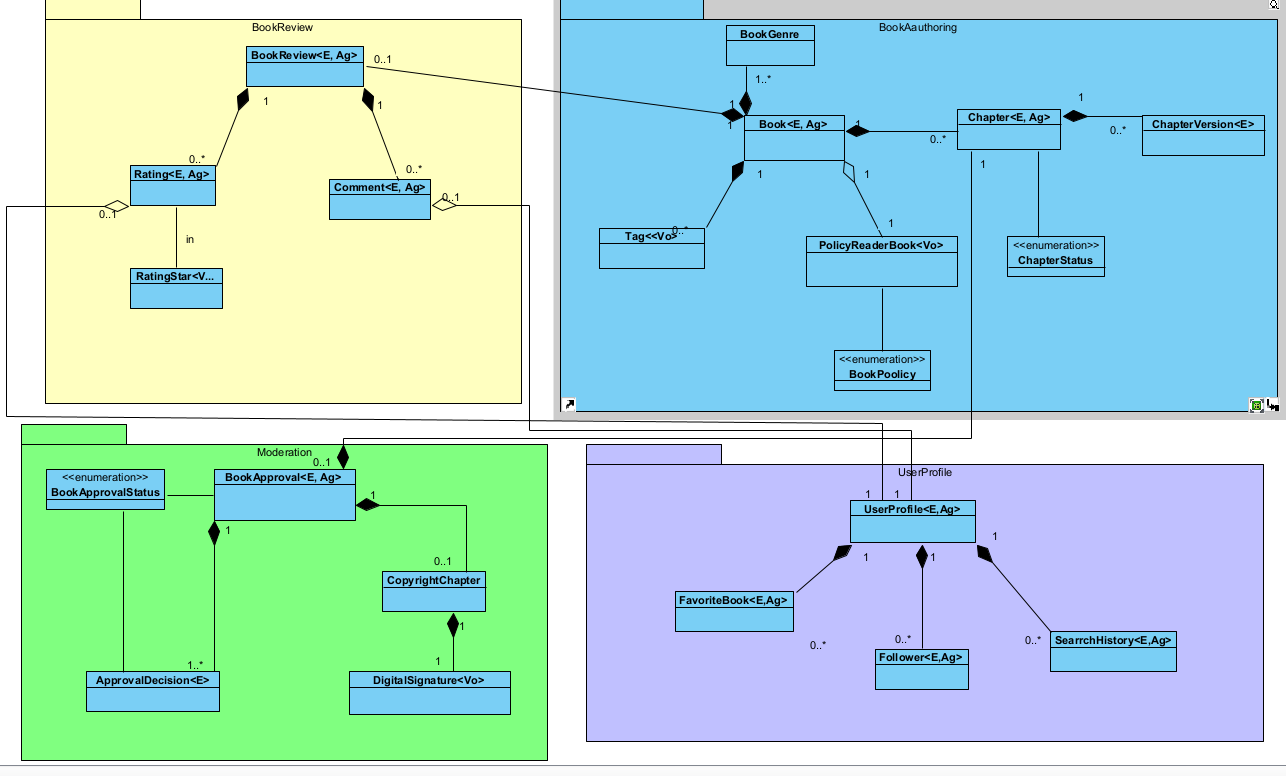 BookReview
BookReview<E, Ag>
0..1
1
1
0..*
0..*
Rating<E, Ag>
Comment<E, Ag>
0..1
0..1
in
RatingStar<V...
BookAauthoring
BookGenre
1..*
1
1
Book<E, Ag>
1
0..*
Chapter<E, Ag>
1
0..*
ChapterVersion<E>
1
1
1
0..*
Tag<<Vo>
1
PolicyReaderBook<Vo>
<<enumeration>>
ChapterStatus
<<enumeration>>
BookPoolicy
Moderation
0..1
<<enumeration>>
BookApprovalStatus
BookApproval<E, Ag>
1
1
0..1
CopyrightChapter
1
1..*
1
ApprovalDecision<E>
DigitalSignature<Vo>
UserProfile
1
1
UserProfile<E,Ag>
1
1
1
FavoriteBook<E,Ag>
0..*
0..*
0..*
Follower<E,Ag>
SearrchHistory<E,Ag>